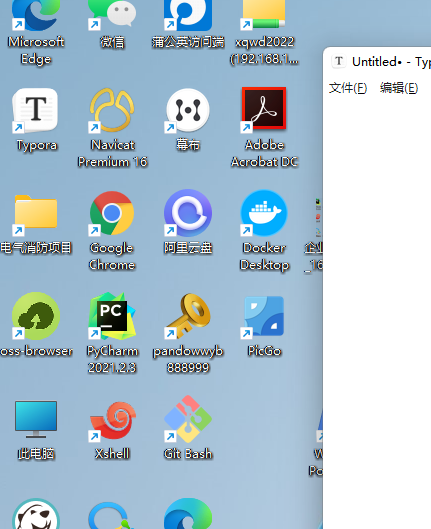 Microsoft
Edge
微信
蒲公英访问端
xqwd2022
(192.168.1...
Untitled• - Typ
文件(F) 编辑(E)
Typora
Navicat
Premium 16
幕布
Adobe
Acrobat DC
电气消防项目
Google
Chrome
阿里云盘
Docker
Desktop
企业
_16
oss-browser
PC
PyCharm
2021.2.3
pandowwyb
888999
PicGo
此电脑
Xshell
Git Bash
W
Po